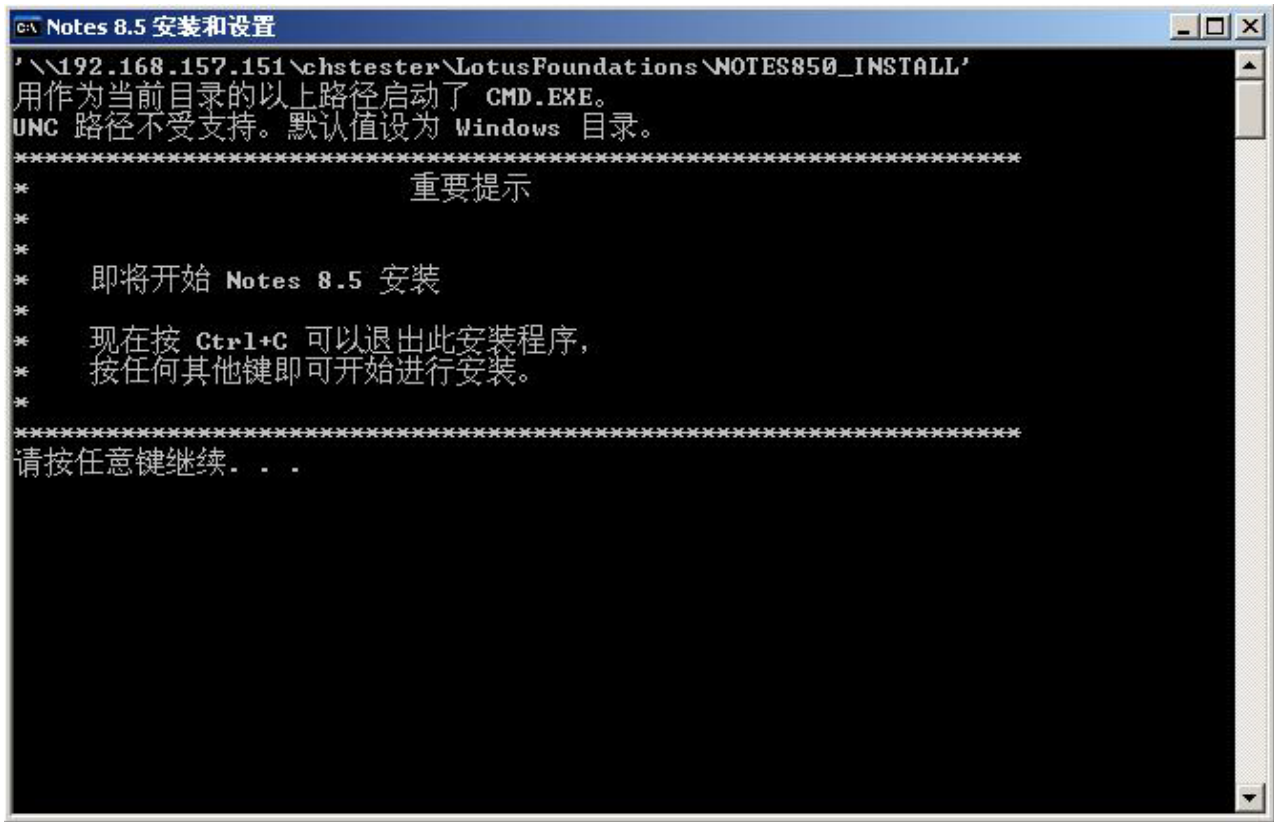 Notes 8.5 安装和设置
'\\192.168.157.151\chstester\LotusFoundations\NOTES850_INSTALL'
用作为当前目录的以上路径启动了 CMD.EXE。
UNC 路径不受支持。默认值设为 Windows 目录。
*****************************************************************
* 重要提示
*
*
* 即将开始 Notes 8.5 安装
*
* 现在按 Ctrl+C 可以退出此安装程序,
* 按任何其他键即可开始进行安装。
*
*****************************************************************
请按任意键继续. . .